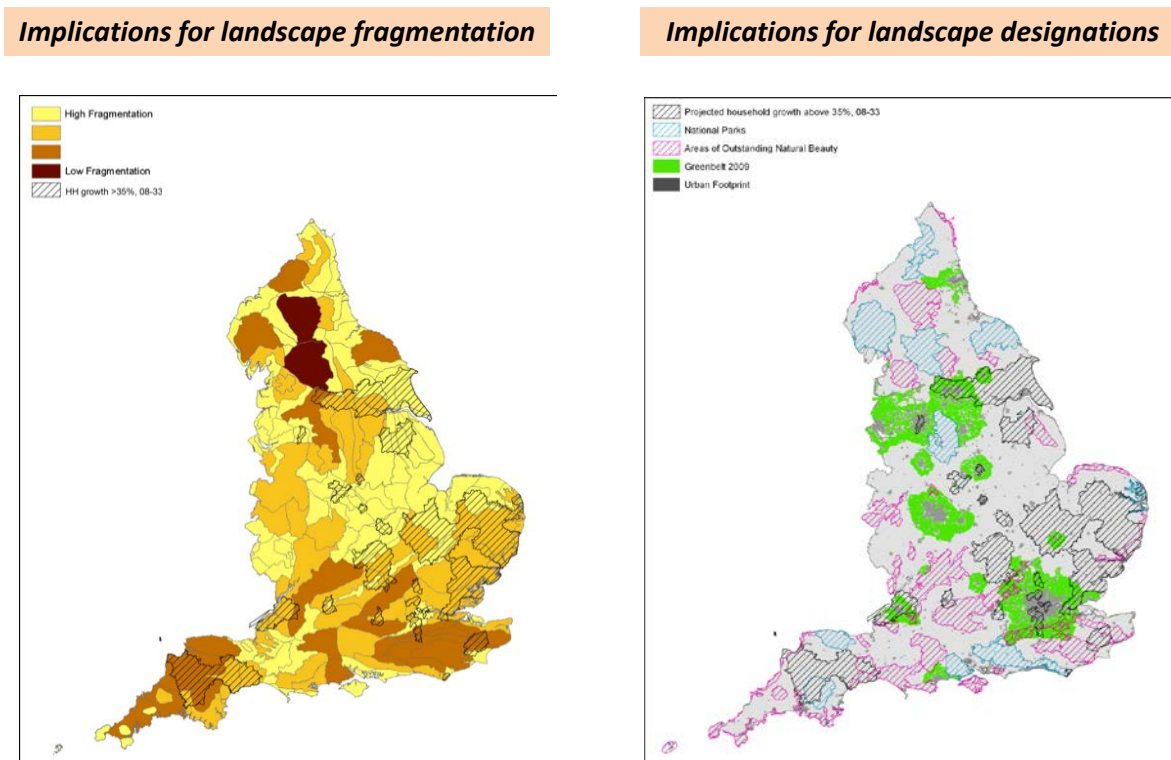 Implications for landscape fragmentation
High Fragmentation
Low Fragmentation
HH growth >35%, 08-33
Implications for landscape designations
Projected household growth above 35%, 08-33
National Parks
Areas of Outstanding Natural Beauty
Greenbelt 2009
Urban Footprint